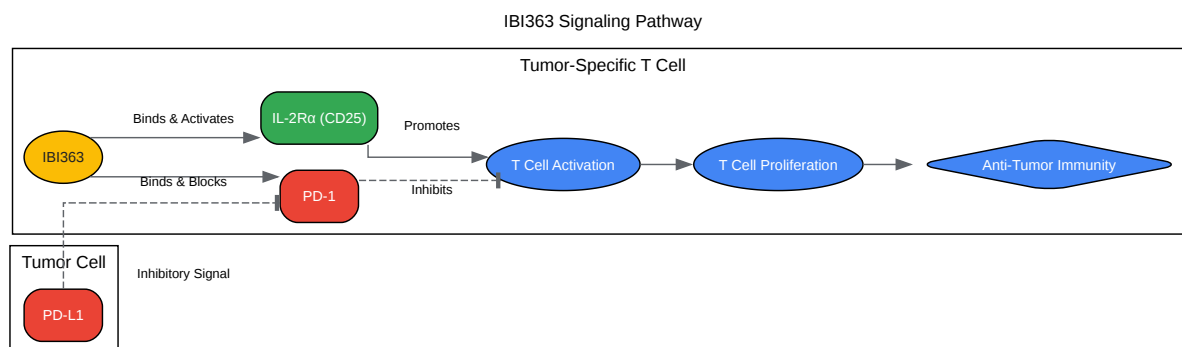 IBI363 Signaling Pathway
Tumor-Specific T Cell
Binds & Activates
IL-2Rα (CD25)
Promotes
IBI363
T Cell Activation
T Cell Proliferation
Anti-Tumor Immunity
Binds & Blocks
PD-1
Inhibits
Tumor Cell
Inhibitory Signal
PD-L1